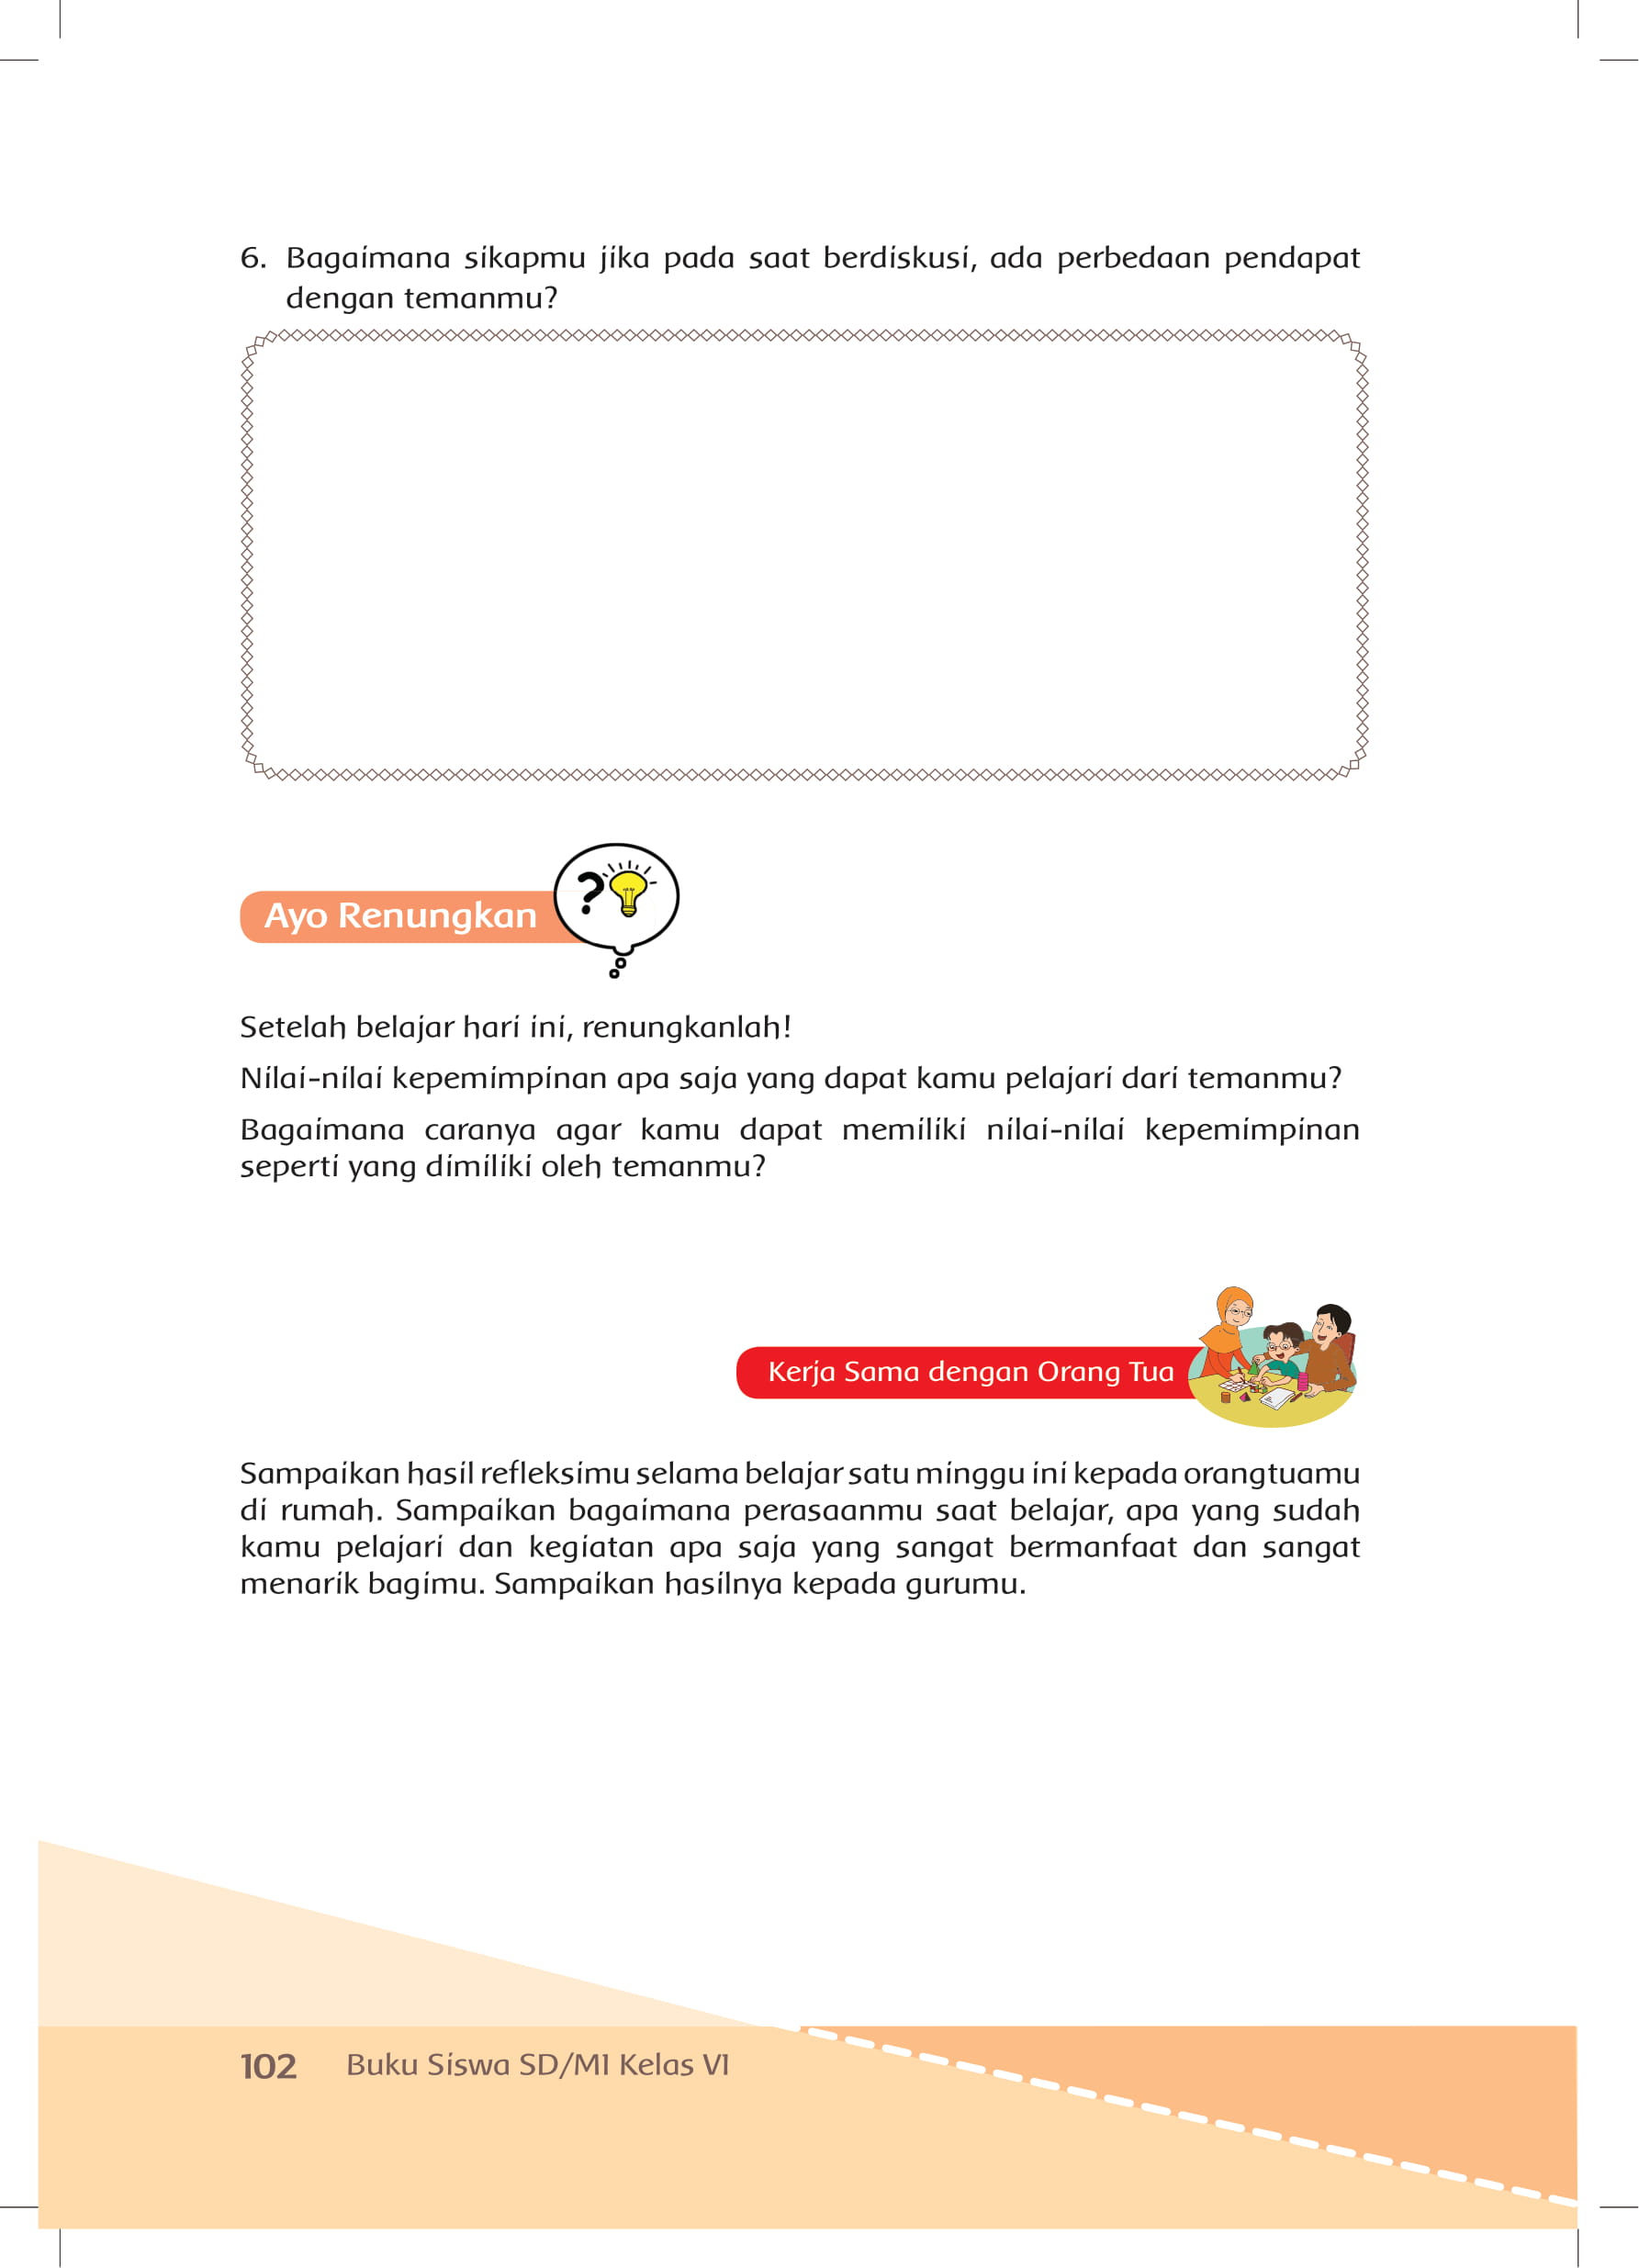 6. Bagaimana sikapmu jika pada saat berdiskusi, ada perbedaan pendapat
dengan temanmu?
Ayo Renungkan
?
Setelah belajar hari ini, renungkanlah!
Nilai-nilai kepemimpinan apa saja yang dapat kamu pelajari dari temanmu?
Bagaimana caranya agar kamu dapat memiliki nilai-nilai kepemimpinan
seperti yang dimiliki oleh temanmu?
Kerja Sama dengan Orang Tua
Sampaikan hasil refleksimu selama belajar satu minggu ini kepada orangtuamu
di rumah. Sampaikan bagaimana perasaanmu saat belajar, apa yang sudah
kamu pelajari dan kegiatan apa saja yang sangat bermanfaat dan sangat
menarik bagimu. Sampaikan hasilnya kepada gurumu.
102 Buku Siswa SD/MI Kelas VI